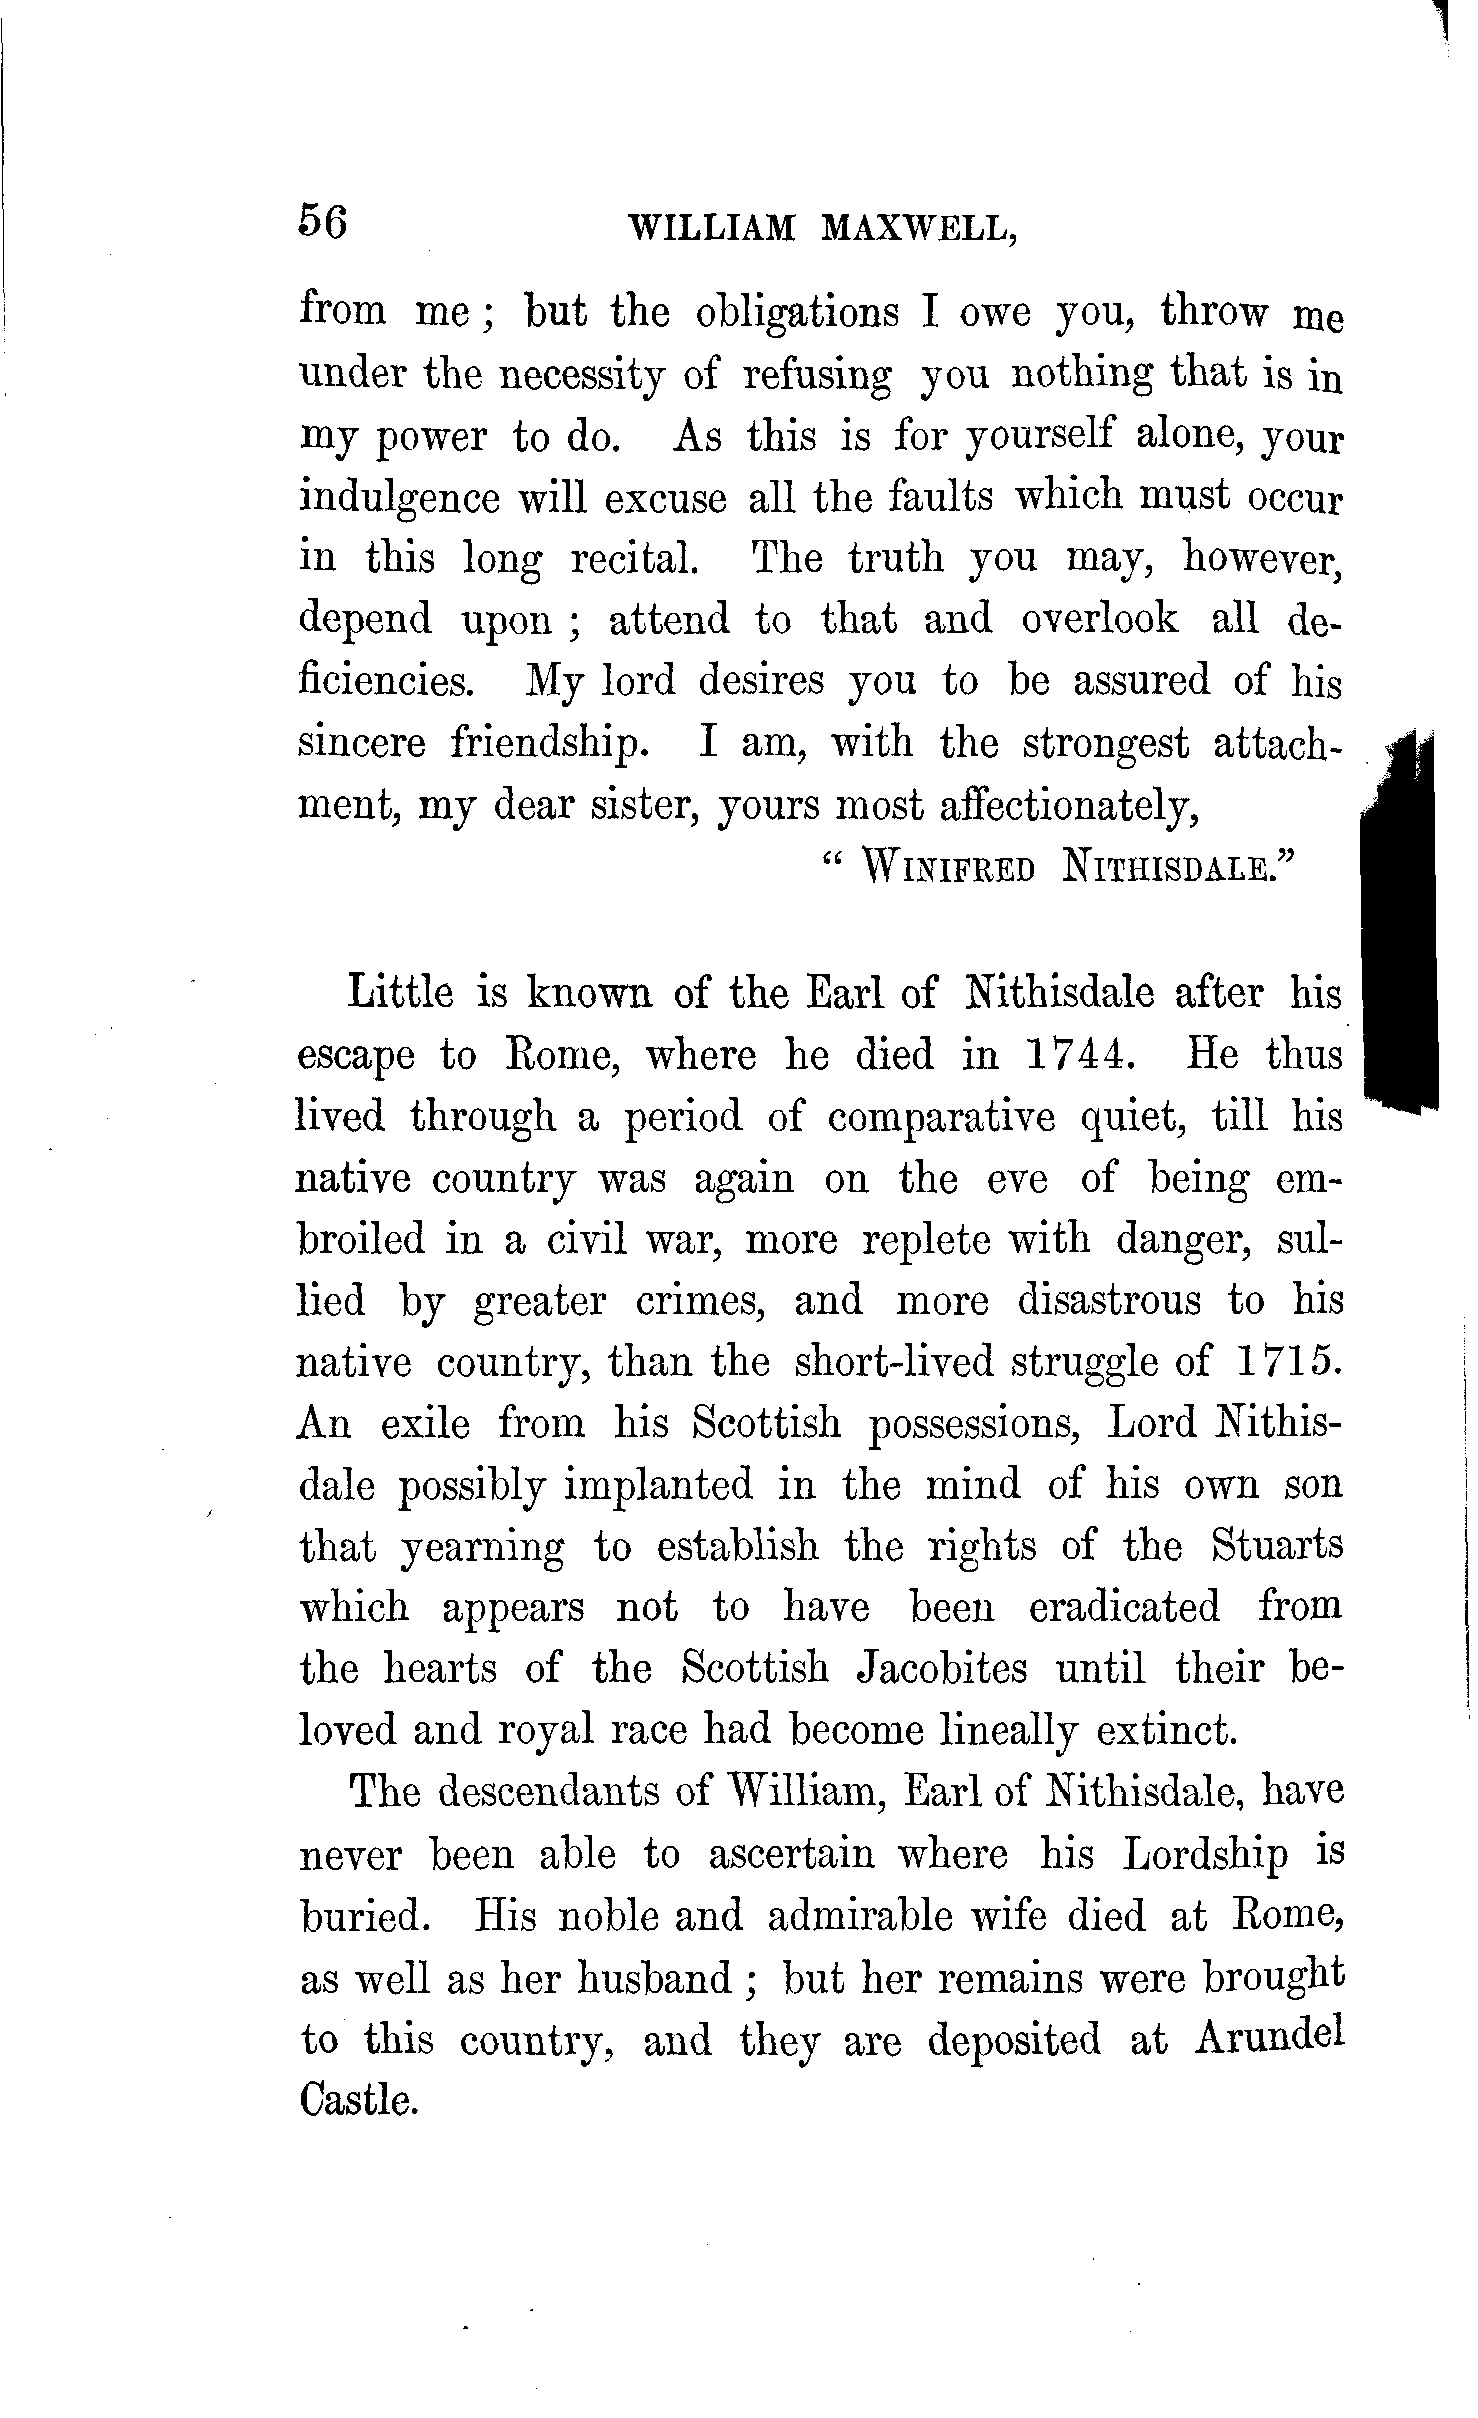 56 WILLIAM MAXWELL,
from me ; but the obligations I owe you, throw me
under the necessity of refusing you nothing that is in
my power to do. As this is for yourself alone, your
indulgence will excuse all the faults which must occur
in this long recital. The truth you may, however,
depend upon ; attend to that and overlook all de-
ficiencies. My lord desires you to be assured of his
sincere friendship. I am, with the strongest attach-
ment, my dear sister, yours most affectionately,
“ WINIFRED NITHISDALE.”
Little is known of the Earl of Nithisdale after his
escape to Rome, where he died in 1744. He thus
lived through a period of comparative quiet, till his
native country was again on the eve of being em-
broiled in a civil war, more replete with danger, sul-
lied by greater crimes, and more disastrous to his
native country, than the short-lived struggle of 1715.
An exile from his Scottish possessions, Lord Nithis-
dale possibly implanted in the mind of his own son
that yearning to establish the rights of the Stuarts
which appears not to have been eradicated from
the hearts of the Scottish Jacobites until their be-
loved and royal race had become lineally extinct.
The descendants of William, Earl of Nithisdale, have
never been able to ascertain where his Lordship is
buried. His noble and admirable wife died at Rome,
as well as her husband ; but her remains were brought
to this country, and they are deposited at Arundel
Castle.